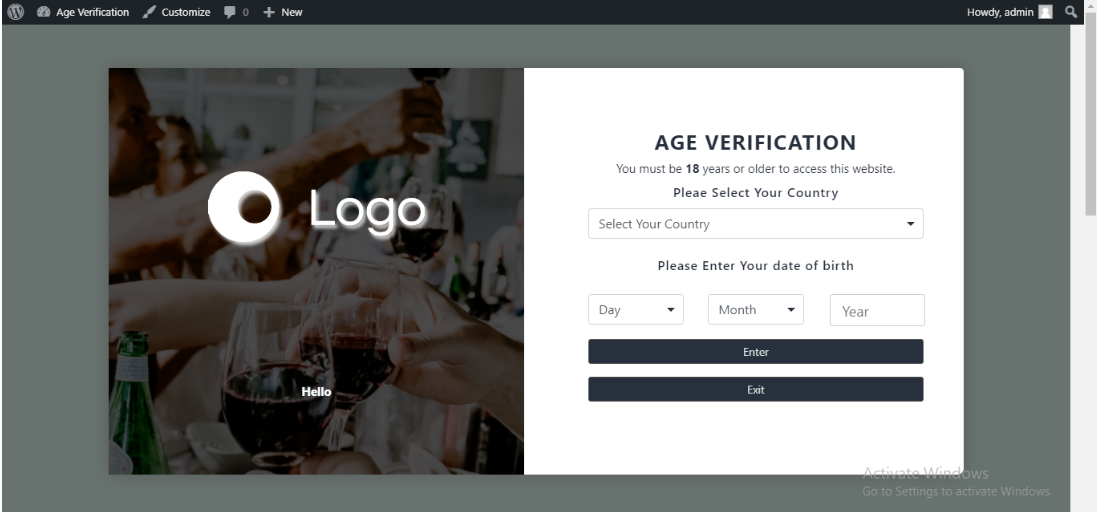 Age Verification Customize 0 New Howdy, admin
Logo
Hello
AGE VERIFICATION
You must be 18 years or older to access this website.
Pleae Select Your Country
Select Your Country
Please Enter Your date of birth
Day Month Year
Enter
Exit
Activate Windows
Go to Settings to activate Windows.